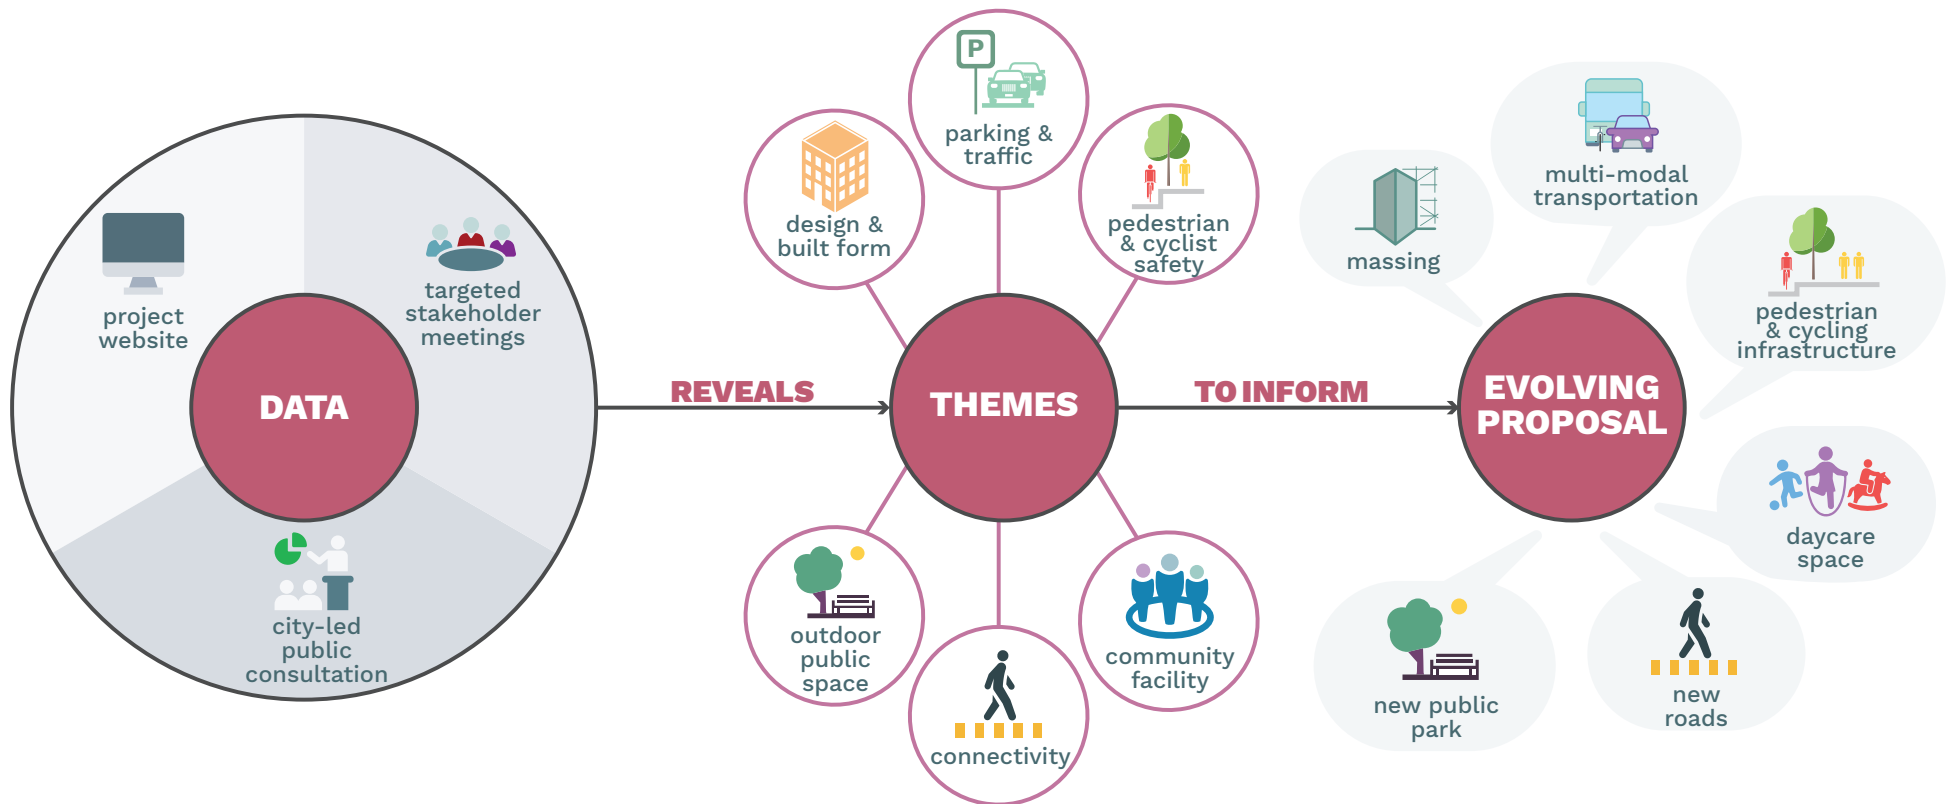 project
website
targeted
stakeholder
meetings
DATA
city-led
public
consultation
REVEALS
P
parking &
traffic
design &
built form
pedestrian
& cyclist
safety
THEMES
outdoor
public
space
connectivity
community
facility
TO INFORM
massing
multi-modal
transportation
pedestrian
& cycling
infrastructure
EVOLVING
PROPOSAL
daycare
space
new public
park
new
roads